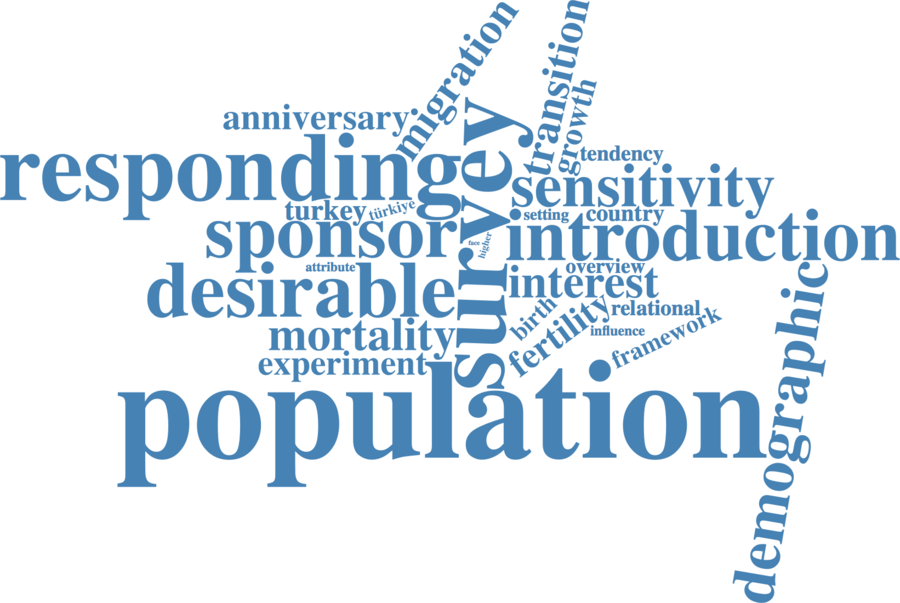 migration
transition
growth
anniversary
survey
responding
tendency
sensitivity
turkey
türkiye
setting
country
sponsor
introduction
face
higher
attribute
overview
desirable
interest
birth
relational
mortality
fertility
influence
framework
experiment
population
demographic